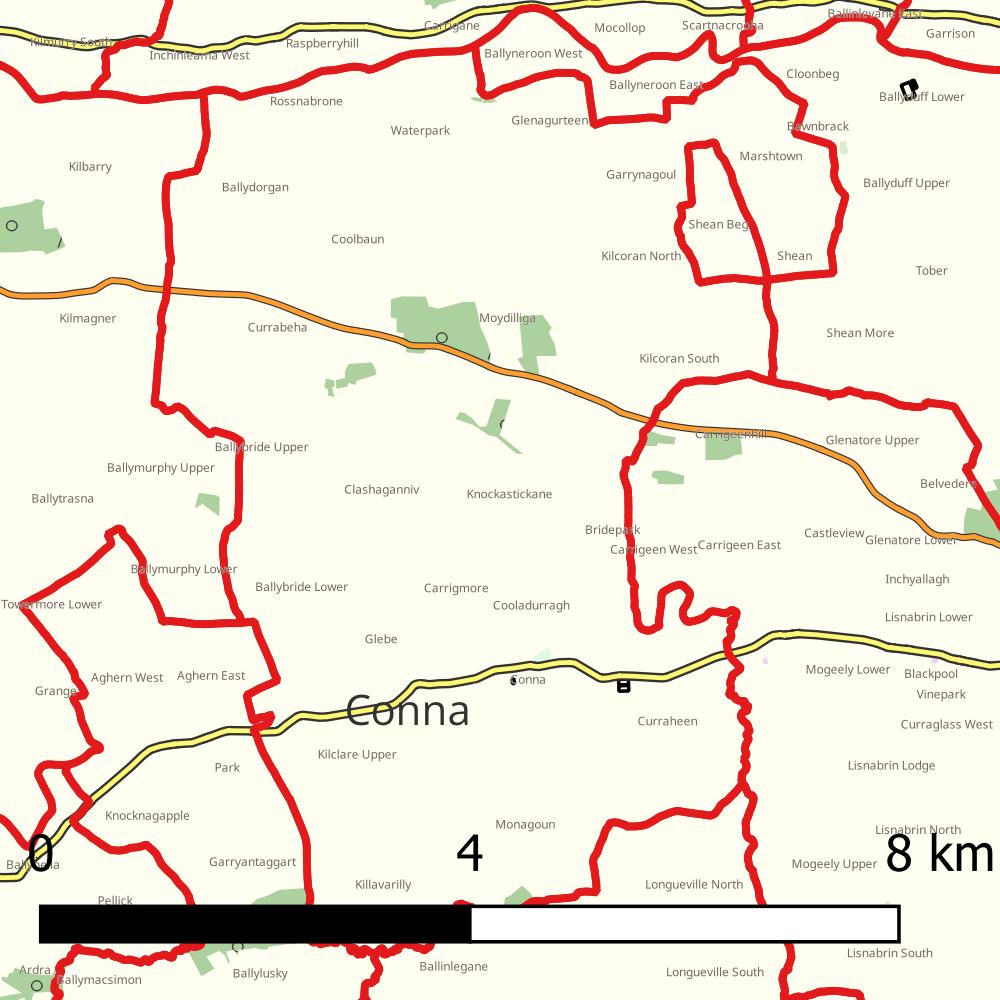 Ballinlevane East
Carrigane
Mocollop
Scartnacroha
Garrison
Kilmurry South
Raspberryhill
Inchinleama West
Ballyneroon West
Cloonbeg
Ballyneroon East
Ballyduff Lower
Rossnabrone
Glenagurteen
Waterpark
Bawnbrack
Marshtown
Kilbarry
Garrynagoul
Ballyduff Upper
Ballydorgan
Shean Beg
Coolbaun
Kilcoran North
Shean
Tober
Kilmagner
Moydilliga
Currabeha
Shean More
Kilcoran South
Carrigeenhill
Glenatore Upper
Ballybride Upper
Ballymurphy Upper
Belvedere
Clashaganniv
Knockastickane
Ballytrasna
Bridepark
Castleview
Glenatore Lower
Carrigeen West
Carrigeen East
Ballymurphy Lower
Inchyallagh
Ballybride Lower
Carrigmore
Towermore Lower
Cooladurragh
Lisnabrin Lower
Glebe
Mogeely Lower
Blackpool
Aghern West
Aghern East
Conna
Grange
Vinepark
Conna
Curraheen
Curraglass West
Kilclare Upper
Park
Lisnabrin Lodge
Knocknagapple
Monagoun
Lisnabrin North
0
4
8 km
Garryantaggart
Mogeely Upper
Killavarilly
Longueville North
Pellick
Lisnabrin South
Ardra
Ballymacsimon
Ballylusky
Ballinlegane
Longueville South